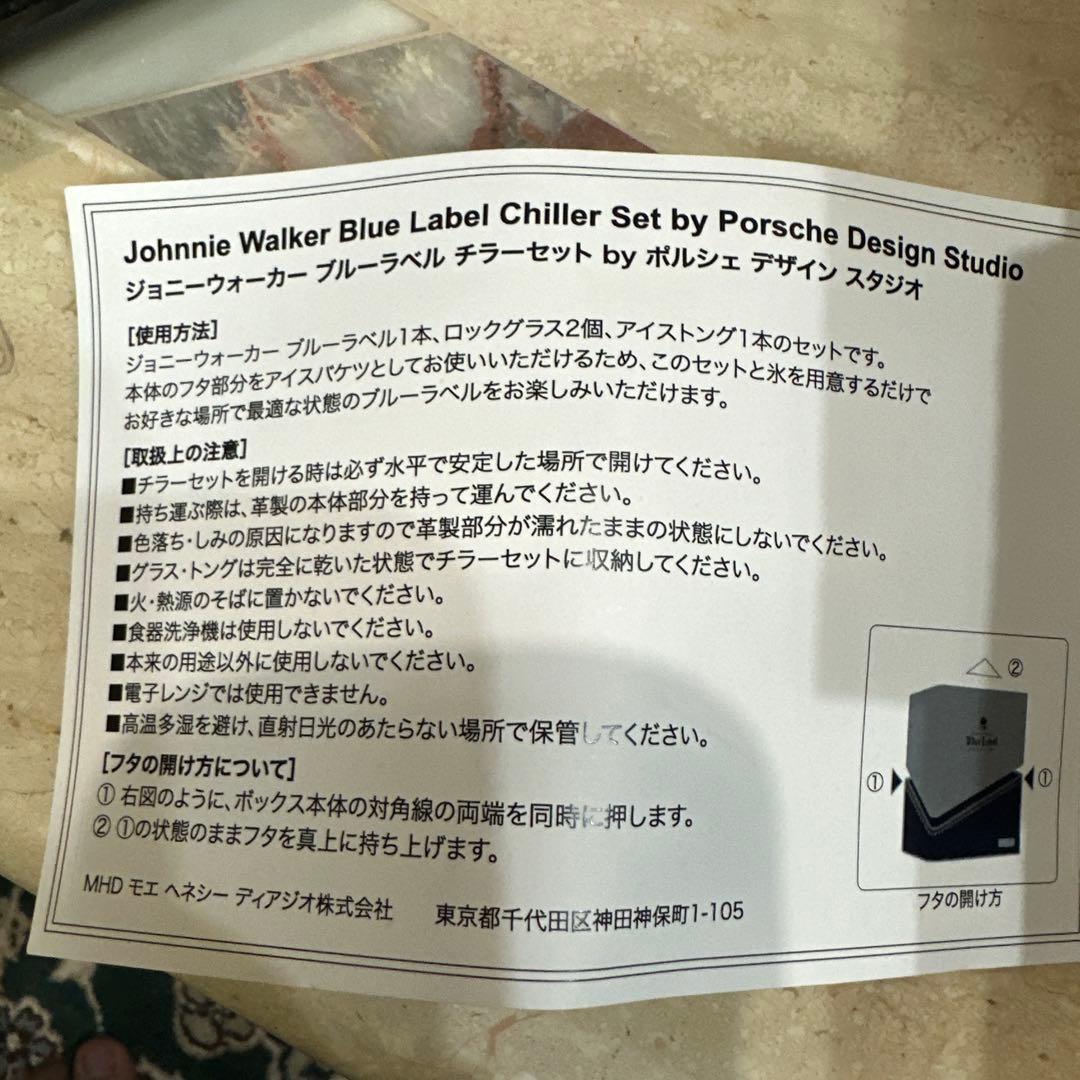 Johnnie Walker Blue Label Chiller Set by Porsche Design Studio
ジョニーウォーカー ブルーラベル チラーセット by ポルシェ デザイン スタジオ
[使用方法]
ジョニーウォーカー ブルーラベル1本、ロックグラス2個、アイストング1本のセットです。
本体のフタ部分をアイスバケツとしてお使いいただけるため、このセットと氷を用意するだけで
お好きな場所で最適な状態のブルーラベルをお楽しみいただけます。
[取扱上の注意]
■チラーセットを開ける時は必ず水平で安定した場所で開けてください。
■持ち運ぶ際は、革製の本体部分を持って運んでください。
■色落ち・しみの原因になりますので革製部分が濡れたままの状態にしないでください。
■グラス・トングは完全に乾いた状態でチラーセットに収納してください。
■火・熱源のそばに置かないでください。
■食器洗浄機は使用しないでください。
■本来の用途以外に使用しないでください。
■電子レンジでは使用できません。
■高温多湿を避け、直射日光のあたらない場所で保管してください。
[フタの開け方について]
① 右図のように、ボックス本体の対角線の両端を同時に押します。
② ①の状態のままフタを真上に持ち上げます。
MHD モエ ヘネシー ディアジオ株式会社 東京都千代田区神田神保町1-105
②
Blue Label
① ①
フタの開け方